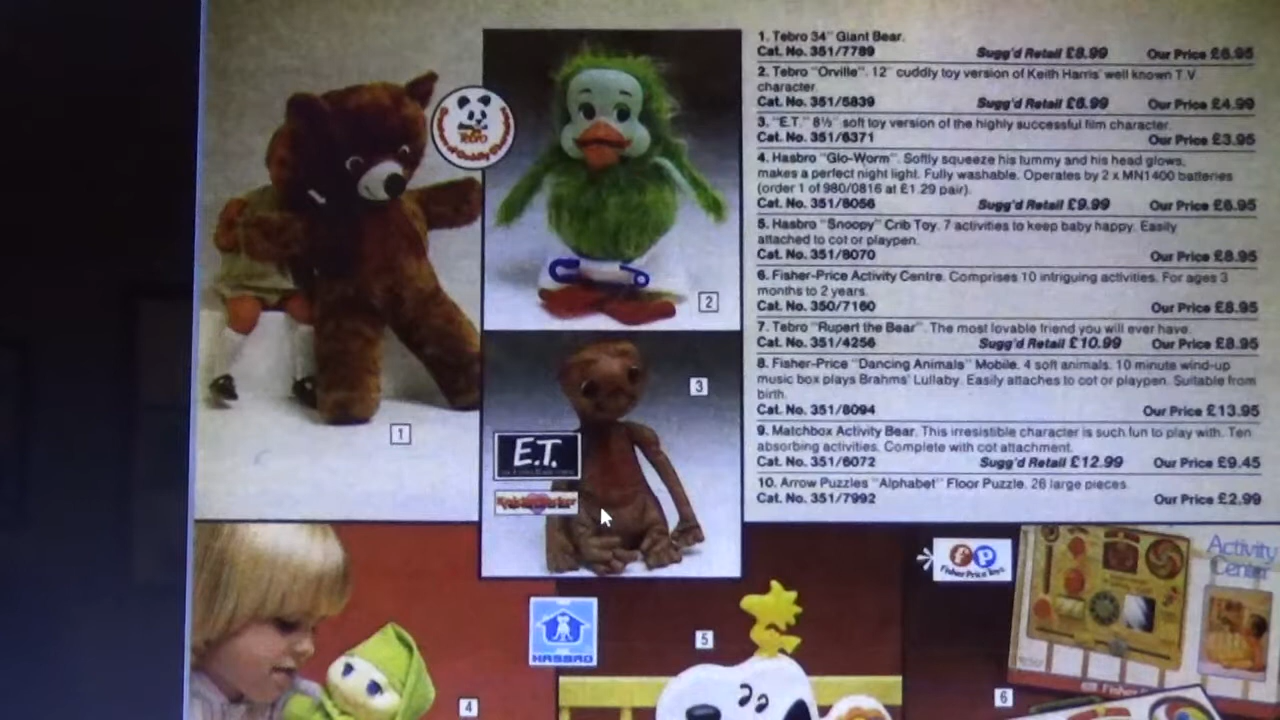 1. Tebro 34" Giant Bear.
Cat. No. 351/7789 Sugg'd Retail £8.99 Our Price £6.95
2. Tebro "Orville". 12" cuddly toy version of Keith Harris' well known T.V.
character.
Cat. No. 351/5839 Sugg'd Retail £6.99 Our Price £4.99
3. "E.T." 8½" soft toy version of the highly successful film character.
Cat. No. 351/6371 Our Price £3.95
4. Hasbro "Glo-Worm". Softly squeeze his tummy and his head glows,
makes a perfect night light. Fully washable. Operates by 2 x MN1400 batteries
(order 1 of 980/0816 at £1.29 pair).
Cat. No. 351/8056 Sugg'd Retail £9.99 Our Price £6.95
5. Hasbro "Snoopy" Crib Toy. 7 activities to keep baby happy. Easily
attached to cot or playpen.
Cat. No. 351/8070 Our Price £8.95
6. Fisher-Price Activity Centre. Comprises 10 intriguing activities. For ages 3
months to 2 years.
Cat. No. 350/7160 Our Price £8.95
7. Tebro "Rupert the Bear". The most lovable friend you will ever have.
Cat. No. 351/4256 Sugg'd Retail £10.99 Our Price £8.95
8. Fisher-Price "Dancing Animals" Mobile. 4 soft animals. 10 minute wind-up
music box plays Brahms' Lullaby. Easily attaches to cot or playpen. Suitable from
birth.
Cat. No. 351/8094 Our Price £13.95
9. Matchbox Activity Bear. This irresistible character is such fun to play with. Ten
absorbing activities. Complete with cot attachment.
Cat. No. 351/6072 Sugg'd Retail £12.99 Our Price £9.45
10. Arrow Puzzles "Alphabet" Floor Puzzle. 26 large pieces.
Cat. No. 351/7992 Our Price £2.99
TEBRO
2
3
1
E.T.
fp
Fisher Price Toys
Activity
Center
HASBRO
5
4
6